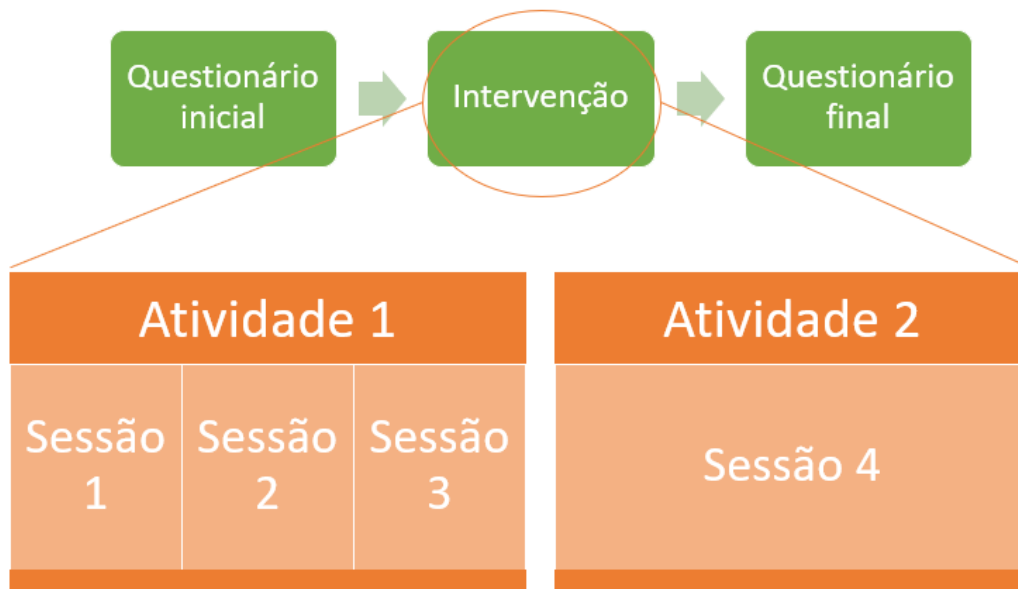 Questionário
inicial
Intervenção
Questionário
final
Atividade 1
Atividade 2
Sessão
1
Sessão
2
Sessão
3
Sessão 4